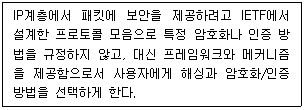 IP계층에서 패킷에 보안을 제공하려고 IETF에서
설계한 프로토콜 모음으로 특정 암호화나 인증 방
법을 규정하지 않고, 대신 프레임워크와 메커니즘
을 제공함으로서 사용자에게 해싱과 암호화/인증
방법을 선택하게 한다.